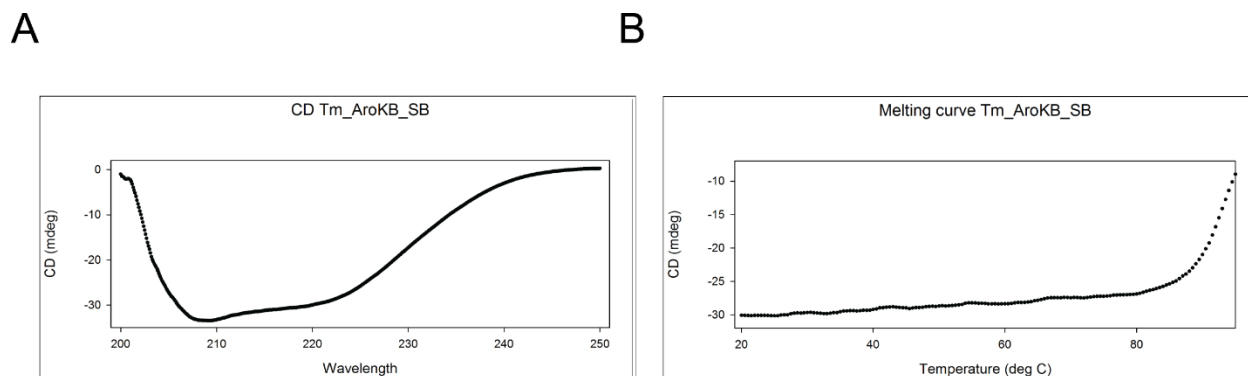 A
B
CD Tm_AroKB_SB
0
-10
-20
-30
CD (mdeg)
200
210
220
230
240
250
Wavelength
Melting curve Tm_AroKB_SB
-10
-15
-20
-25
-30
CD (mdeg)
20
40
60
80
Temperature (deg C)